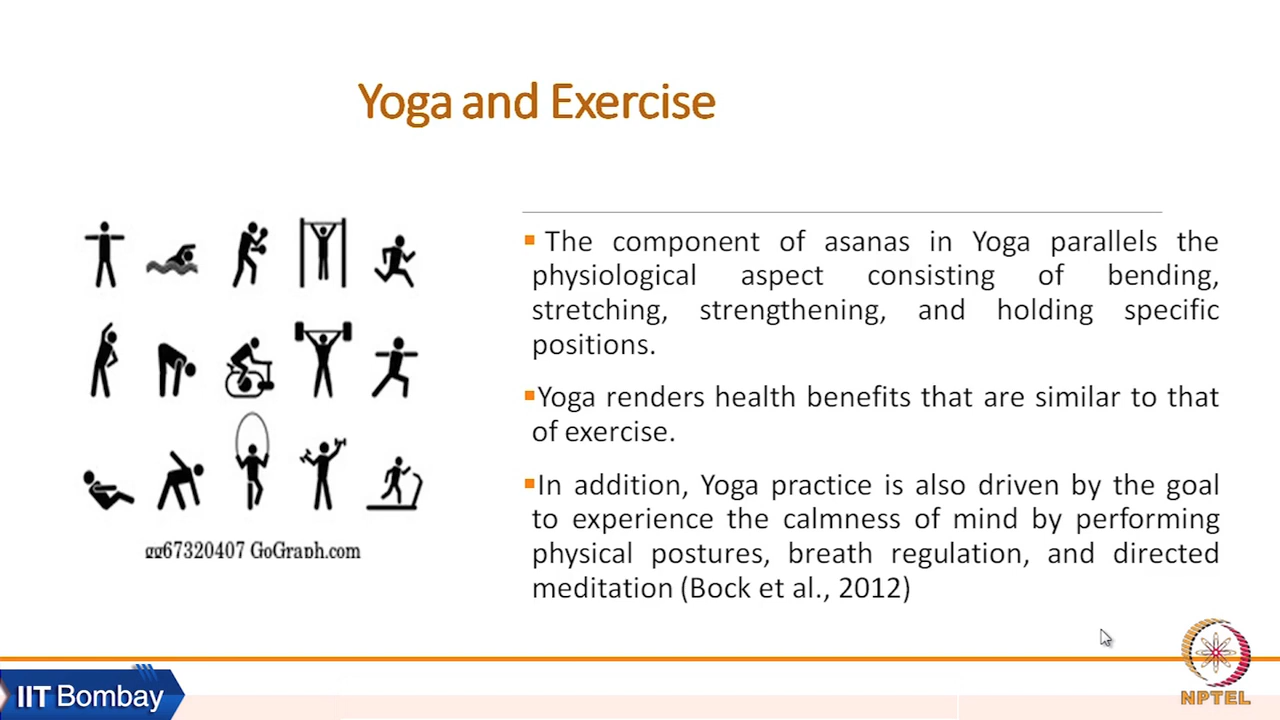 Yoga and Exercise
The component of asanas in Yoga parallels the
physiological aspect consisting of bending,
stretching, strengthening, and holding specific
positions.
Yoga renders health benefits that are similar to that
of exercise.
In addition, Yoga practice is also driven by the goal
to experience the calmness of mind by performing
physical postures, breath regulation, and directed
meditation (Bock et al., 2012)
gg67320407 GoGraph.com
IIT Bombay
NPTEL